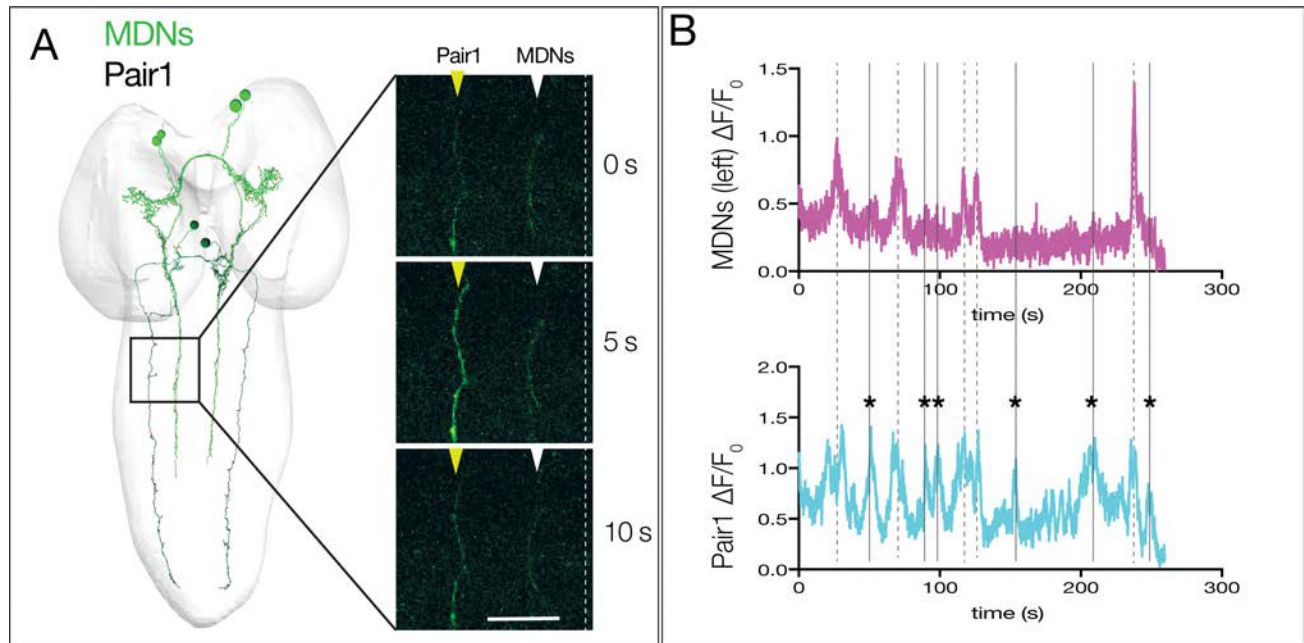 A
MDNs
Pair1
Pair1 MDNs
0 s
5 s
10 s
B
MDNs (left) ΔF/F0
1.5
1.0
0.5
0.0
0 100 200 300
time (s)
Pair1 ΔF/F0
2.0
1.5
1.0
0.5
0.0
* * * * * *
0 100 200 300
time (s)